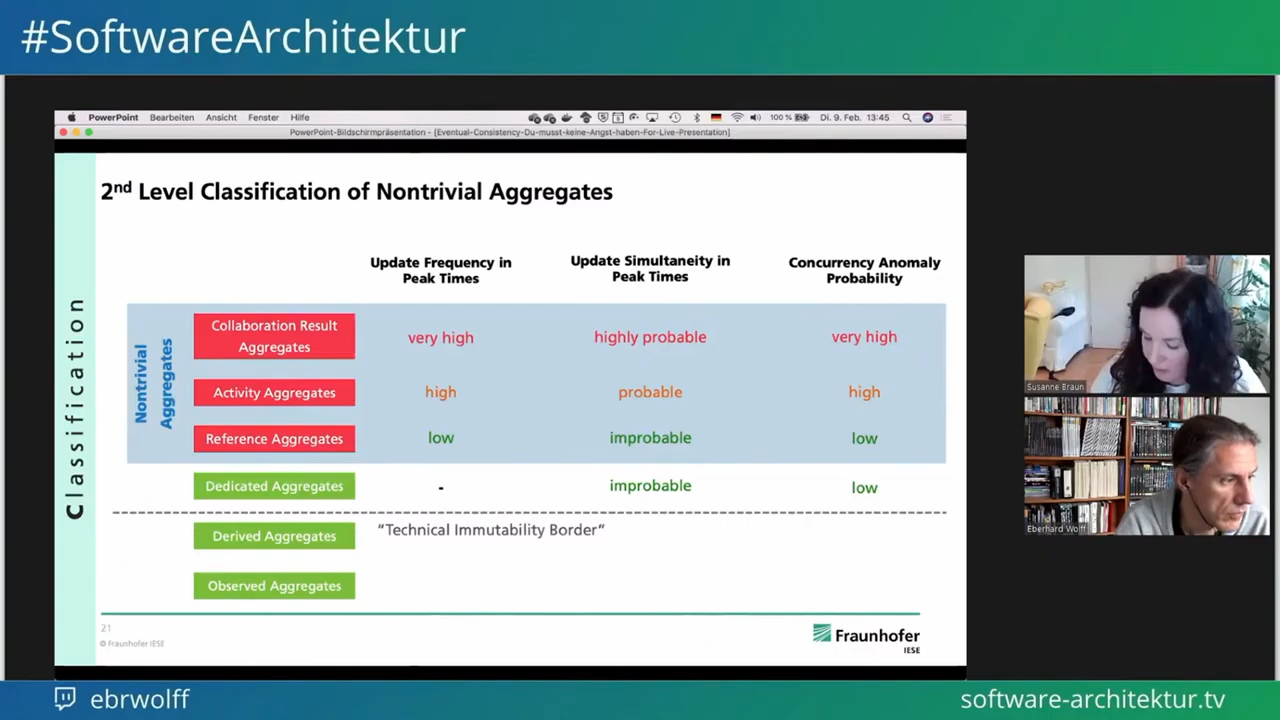 #SoftwareArchitektur
PowerPoint Bearbeiten Ansicht Fenster Hilfe 100 % Di. 9. Feb. 13:45
PowerPoint-Bildschirmpräsentation - [Eventual-Consistency-Du-musst-keine-Angst-haben-For-Live-Presentation]
2nd Level Classification of Nontrivial Aggregates
Classification
Update Frequency in
Peak Times
Update Simultaneity in
Peak Times
Concurrency Anomaly
Probability
Nontrivial
Aggregates
Collaboration Result
Aggregates
very high
highly probable
very high
Activity Aggregates
high
probable
high
Reference Aggregates
low
improbable
low
Dedicated Aggregates
-
improbable
low
Derived Aggregates
“Technical Immutability Border“
Observed Aggregates
21
© Fraunhofer IESE
Fraunhofer
IESE
Susanne Braun
Eberhard Wolff
ebrwolff
software-architektur.tv